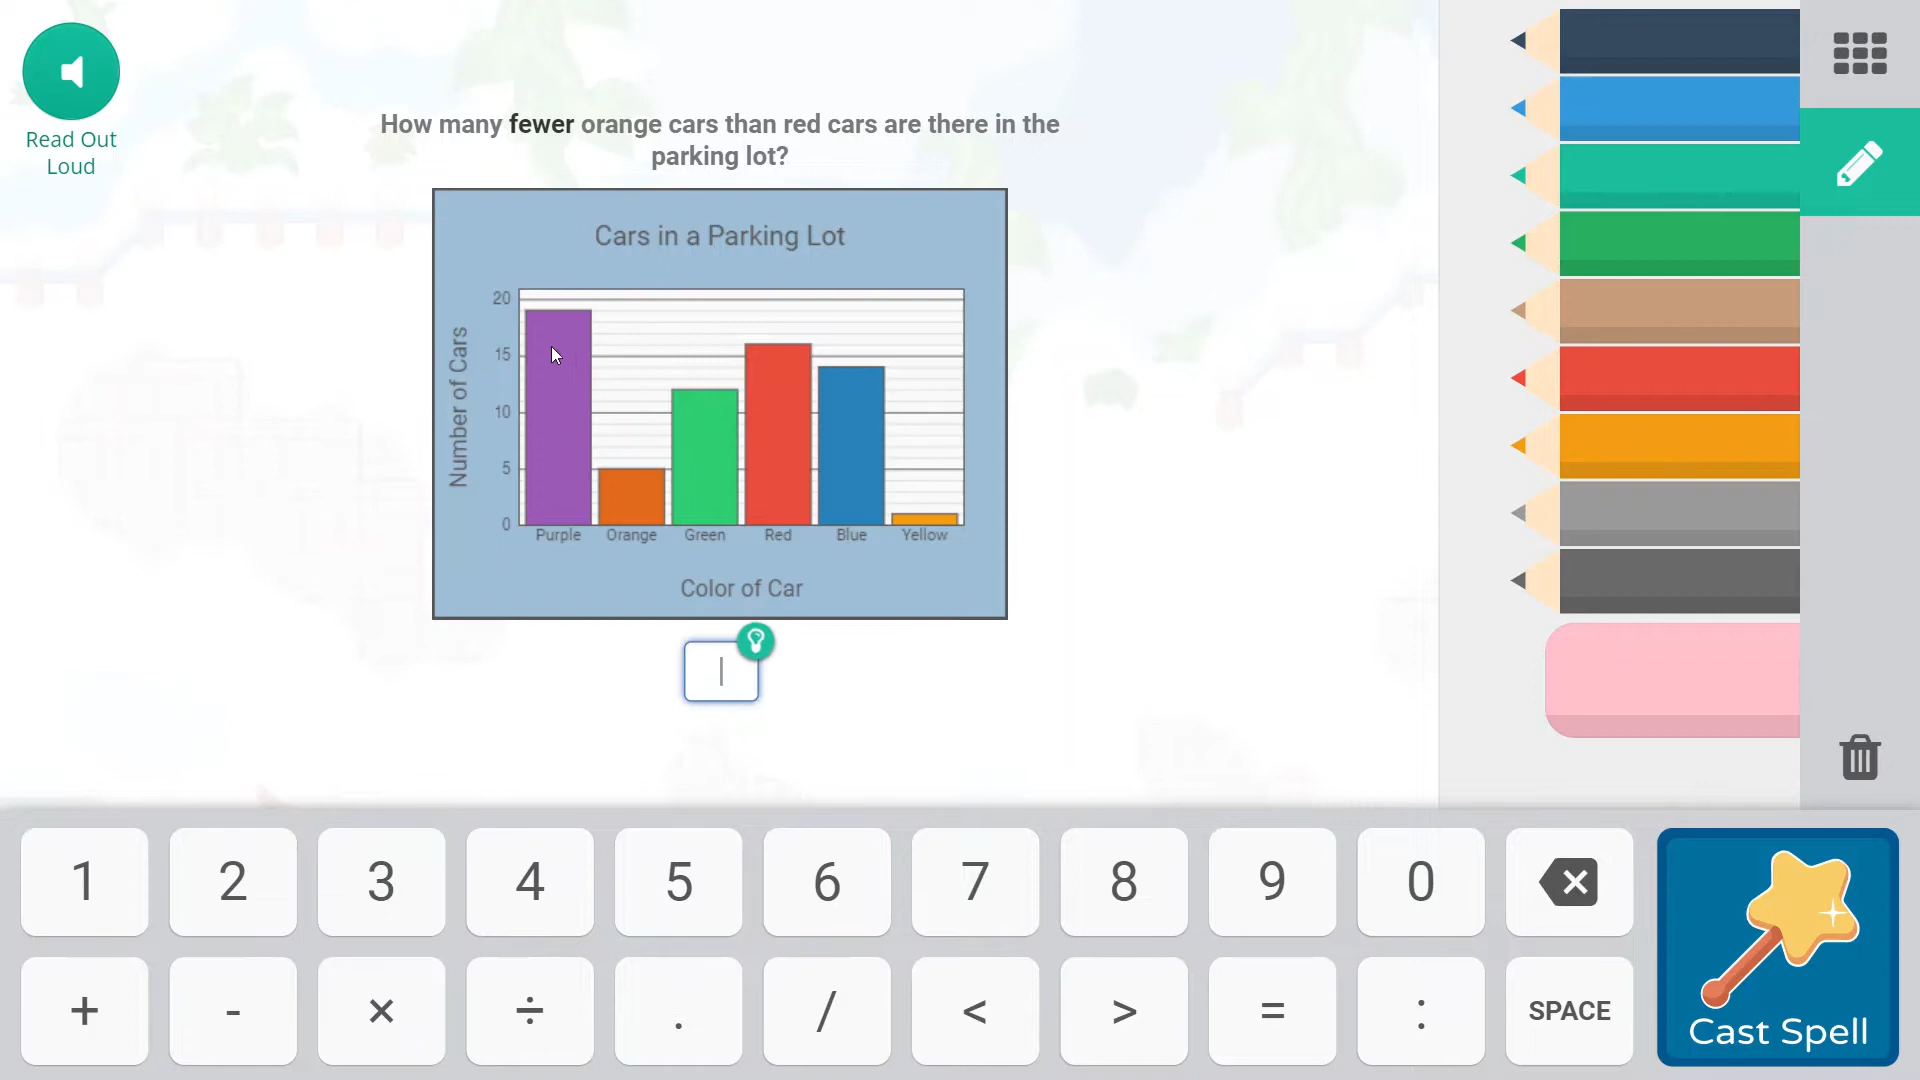 Read Out
Loud
How many fewer orange cars than red cars are there in the
parking lot?
Cars in a Parking Lot
Number of Cars
20
15
10
5
0
Purple Orange Green Red Blue Yellow
Color of Car
1 2 3 4 5 6 7 8 9 0
+ - × ÷ . / < > = : SPACE
Cast Spell